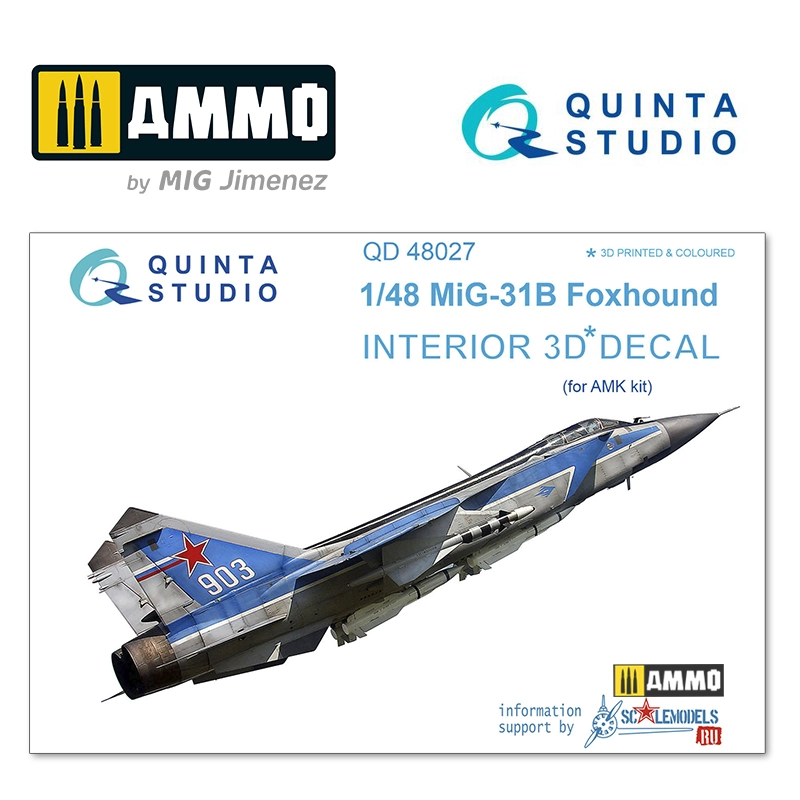 AMMO
by MIG Jimenez
QUINTA
STUDIO
QUINTA
STUDIO
QD 48027
* 3D PRINTED & COLOURED
1/48 MiG-31B Foxhound
INTERIOR 3D* DECAL
(for AMK kit)
903
AMMO
information
support by
SCALEMODELS
RU